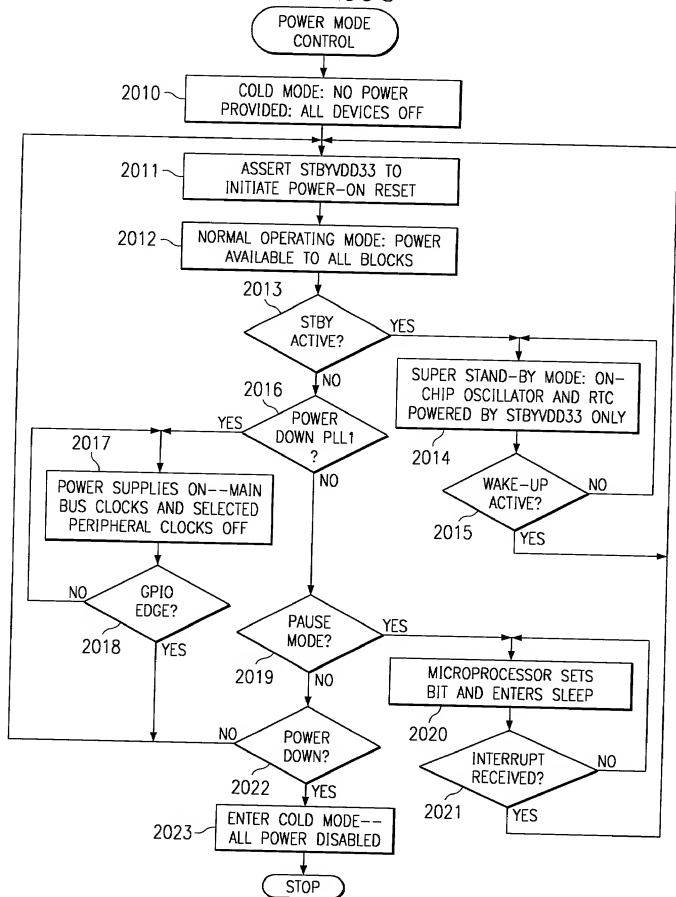 POWER MODE
CONTROL
2010
COLD MODE: NO POWER
PROVIDED: ALL DEVICES OFF
2011
ASSERT STBYVDD33 TO
INITIATE POWER-ON RESET
2012
NORMAL OPERATING MODE: POWER
AVAILABLE TO ALL BLOCKS
2013
STBY
ACTIVE?
YES
NO
SUPER STAND-BY MODE: ON-
CHIP OSCILLATOR AND RTC
POWERED BY STBYVDD33 ONLY
2014
WAKE-UP
ACTIVE?
NO
2015
YES
2016
POWER
DOWN PLL1
?
YES
NO
2017
POWER SUPPLIES ON--MAIN
BUS CLOCKS AND SELECTED
PERIPHERAL CLOCKS OFF
GPIO
EDGE?
NO
2018
YES
PAUSE
MODE?
YES
2019
NO
MICROPROCESSOR SETS
BIT AND ENTERS SLEEP
2020
INTERRUPT
RECEIVED?
NO
2021
YES
POWER
DOWN?
NO
2022
YES
2023
ENTER COLD MODE--
ALL POWER DISABLED
STOP